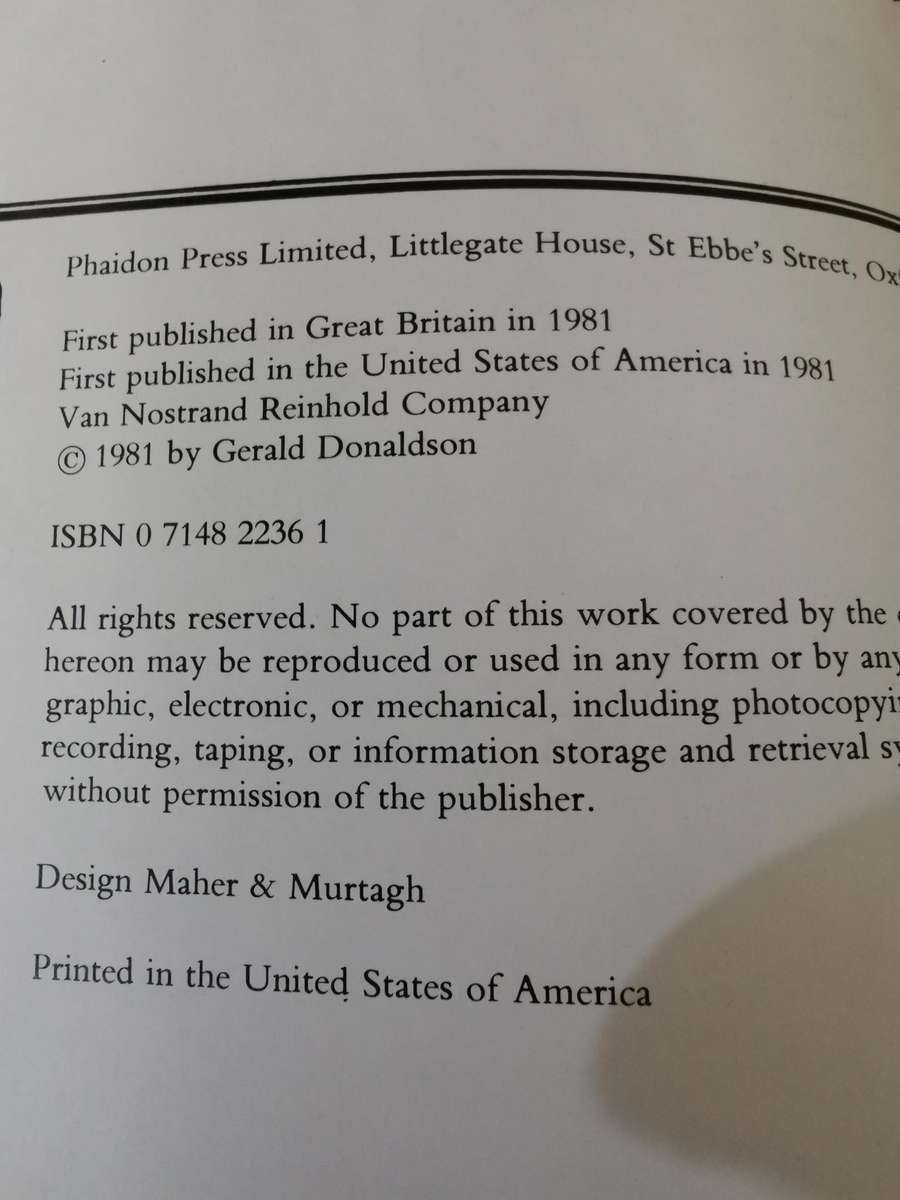 Phaidon Press Limited, Littlegate House, St Ebbe's Street,
First published in Great Britain in 1981
First published in the United States of America in 1981
Van Nostrand Reinhold Company
© 1981 by Gerald Donaldson
ISBN 0 7148 2236 1
All rights reserved. No part of this work covered by the
hereon may be reproduced or used in any form or by any
graphic, electronic, or mechanical, including
recording, taping, or information storage and retrieval
without permission of the publisher.
Design Maher & Murtagh
Printed in the United States of America